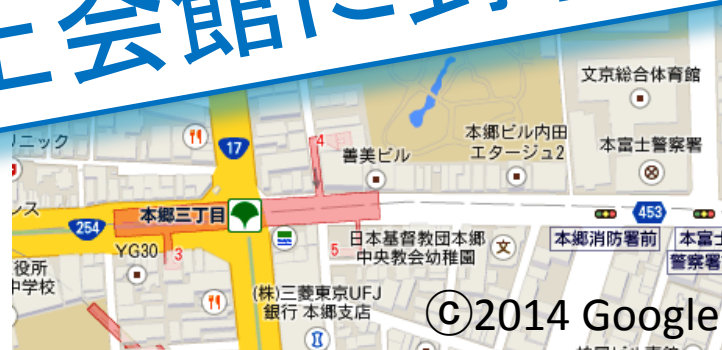 会館に
文京総合体育館
ニック
17
4
善美ビル
本郷ビル内田
エタージュ2
本富士警察署
ンス
254
本郷三丁目
453
YG30
3
5
日本基督教団本郷
中央教会幼稚園
文
本郷消防署前
本富士
警察署
役所
中学校
(株)三菱東京UFJ
銀行 本郷支店
©2014 Google